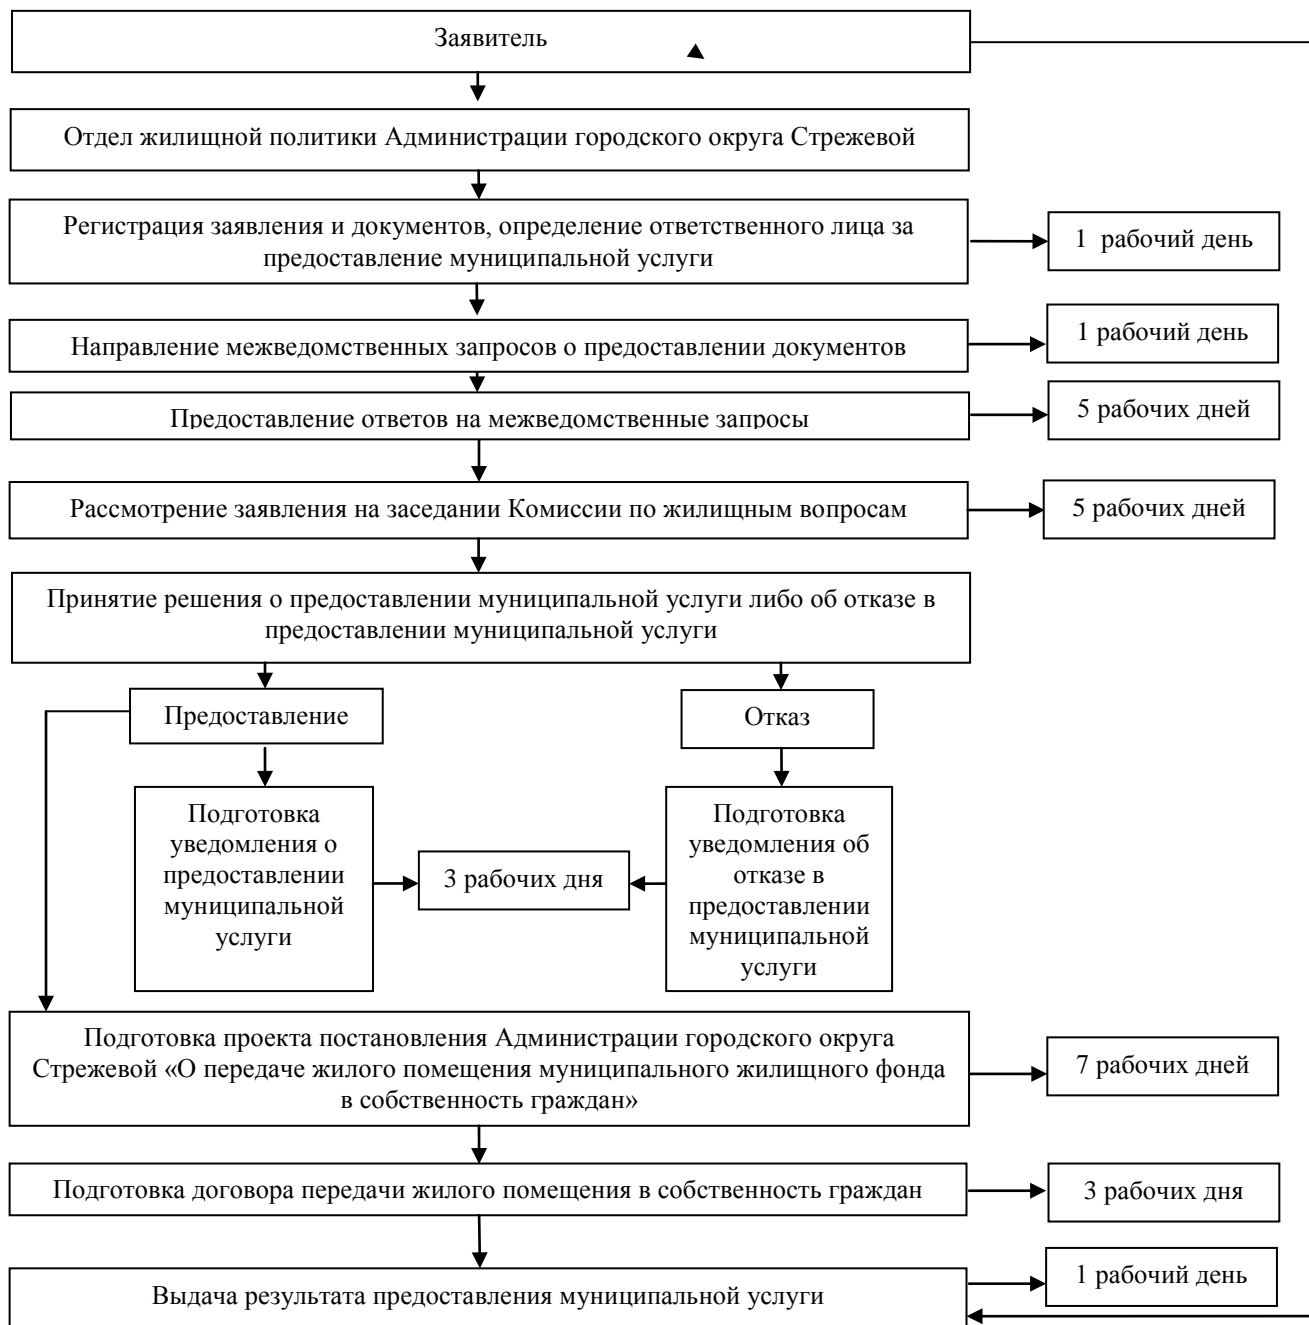 Заявитель
Отдел жилищной политики Администрации городского округа Стрежевой
Регистрация заявления и документов, определение ответственного лица за
предоставление муниципальной услуги
1 рабочий день
Направление межведомственных запросов о предоставлении документов
1 рабочий день
Предоставление ответов на межведомственные запросы
5 рабочих дней
Рассмотрение заявления на заседании Комиссии по жилищным вопросам
5 рабочих дней
Принятие решения о предоставлении муниципальной услуги либо об отказе в
предоставлении муниципальной услуги
Предоставление
Отказ
Подготовка
уведомления о
предоставлении
муниципальной
услуги
3 рабочих дня
Подготовка
уведомления об
отказе в
предоставлении
муниципальной
услуги
Подготовка проекта постановления Администрации городского округа
Стрежевой «О передаче жилого помещения муниципального жилищного фонда
в собственность граждан»
7 рабочих дней
Подготовка договора передачи жилого помещения в собственность граждан
3 рабочих дня
Выдача результата предоставления муниципальной услуги
1 рабочий день